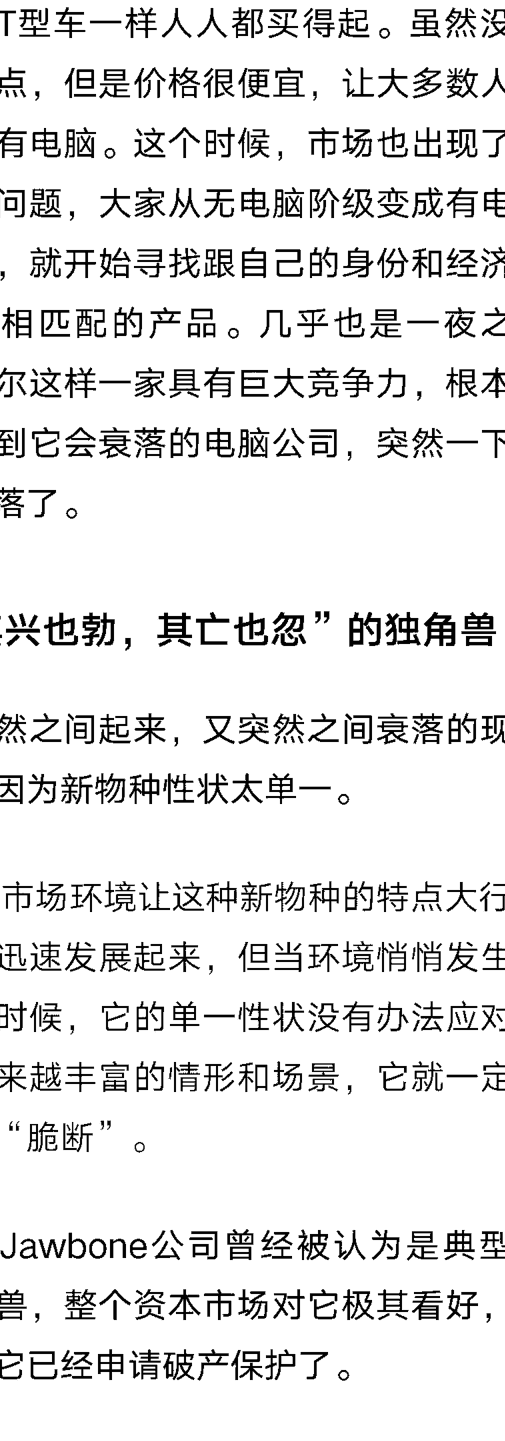 T型车一样人人都买得起。虽然没
点，但是价格很便宜，让大多数人
有电脑。这个时候，市场也出现了
问题，大家从无电脑阶级变成有电
，就开始寻找跟自己的身份和经济
相匹配的产品。几乎也是一夜之
尔这样一家具有巨大竞争力，根本
到它会衰落的电脑公司，突然一下
落了。
兴也勃，其亡也忽”的独角兽
然之间起来，又突然之间衰落的现
因为新物种性状太单一。
市场环境让这种新物种的特点大行
迅速发展起来，但当环境悄悄发生
时候，它的单一性状没有办法应对
来越丰富的情形和场景，它就一定
“脆断”。
Jawbone公司曾经被认为是典型
兽，整个资本市场对它极其看好，
它已经申请破产保护了。